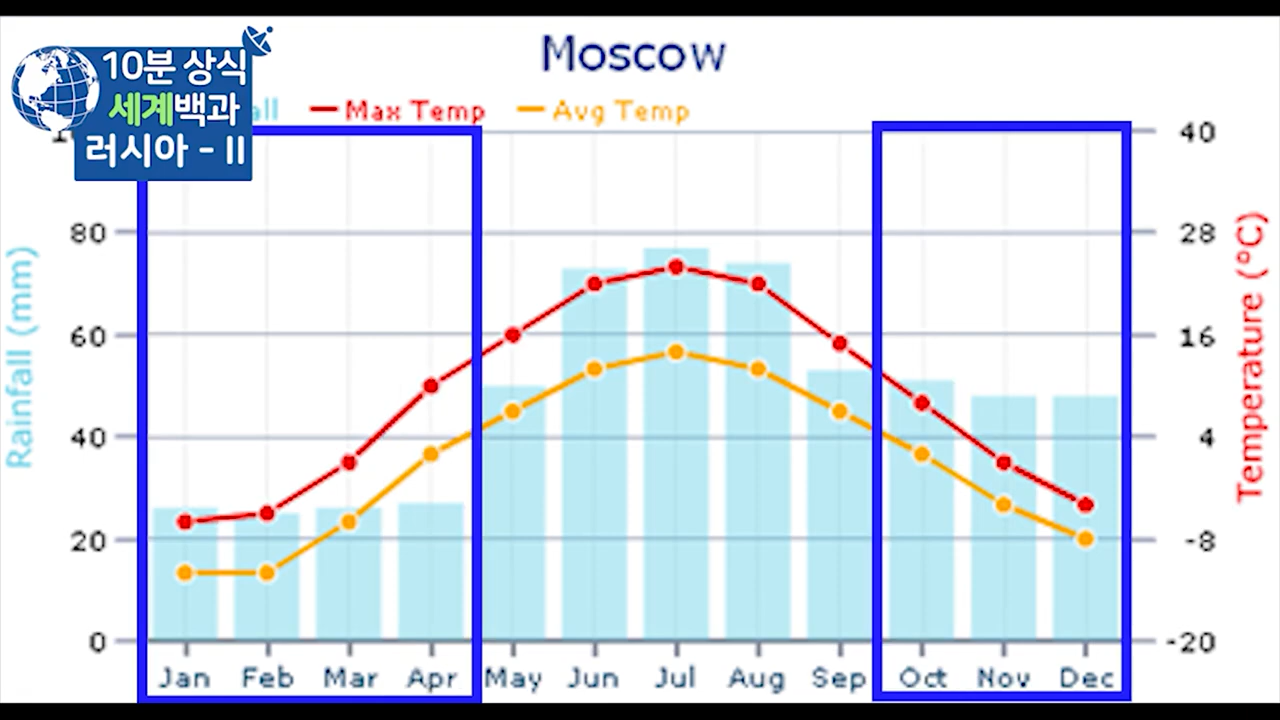 Moscow
10분 상식
세계백과
러시아 - II
all
Max Temp
Avg Temp
40
80
28
60
16
40
4
20
-8
0
-20
Rainfall (mm)
Temperature (°C)
Jan Feb Mar Apr May Jun Jul Aug Sep Oct Nov Dec